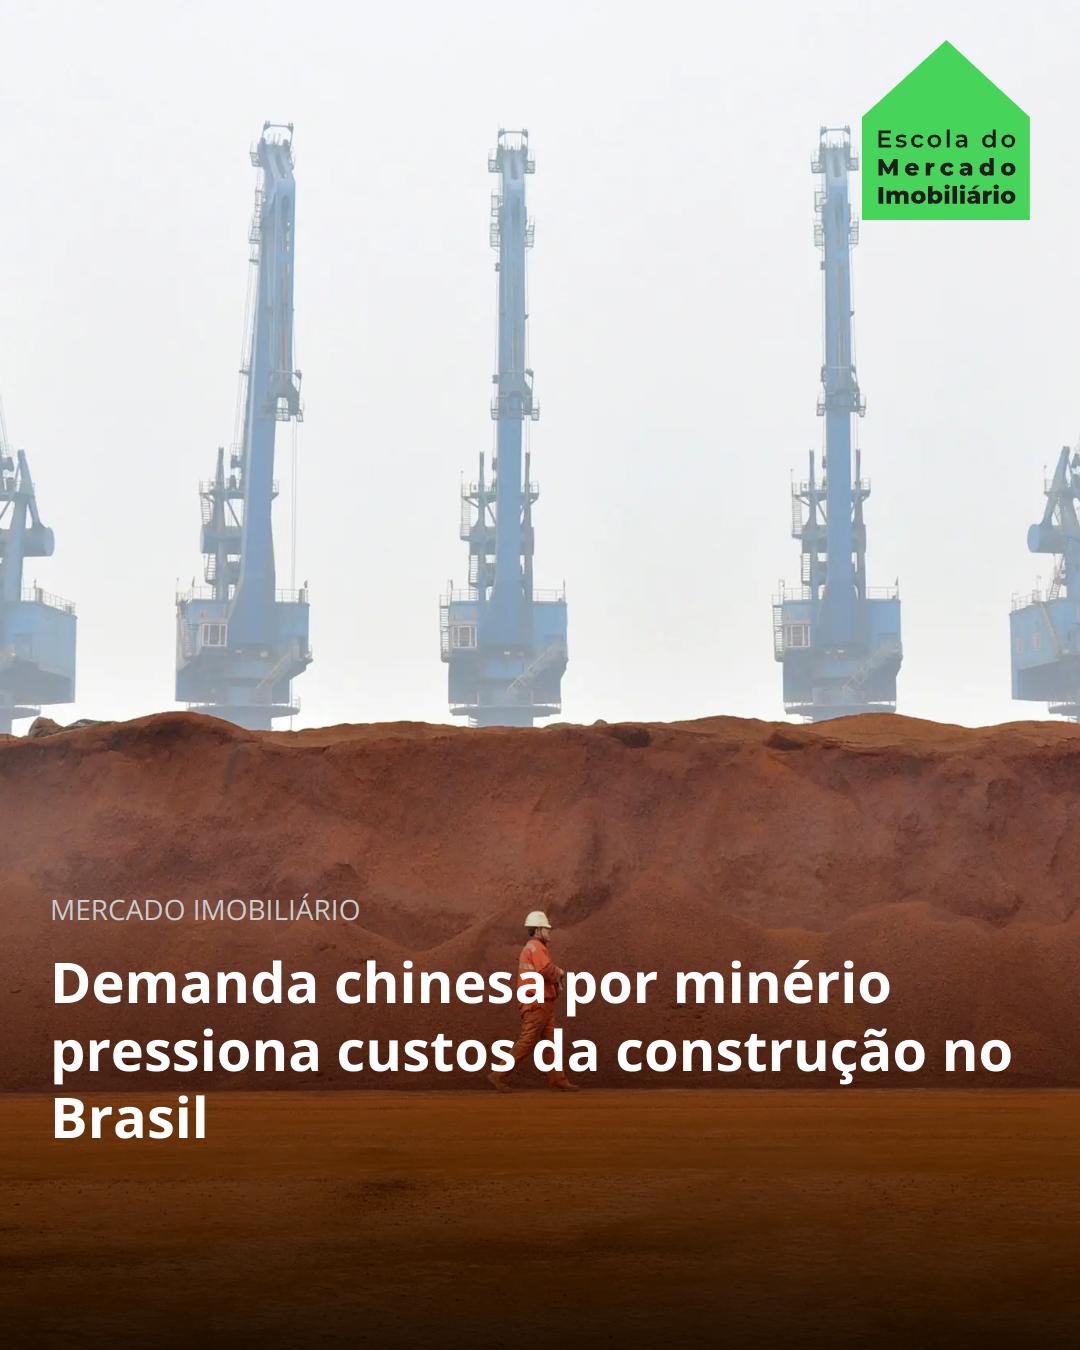 Escola do
Mercado
Imobiliário
MERCADO IMOBILIÁRIO
Demanda chinesa por minério
pressiona custos da construção no
Brasil